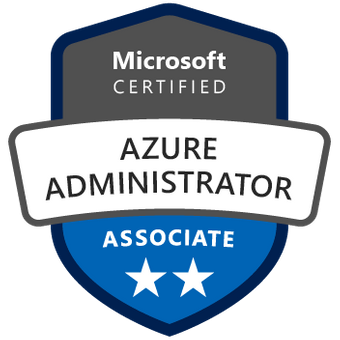 Microsoft
CERTIFIED
AZURE
ADMINISTRATOR
ASSOCIATE